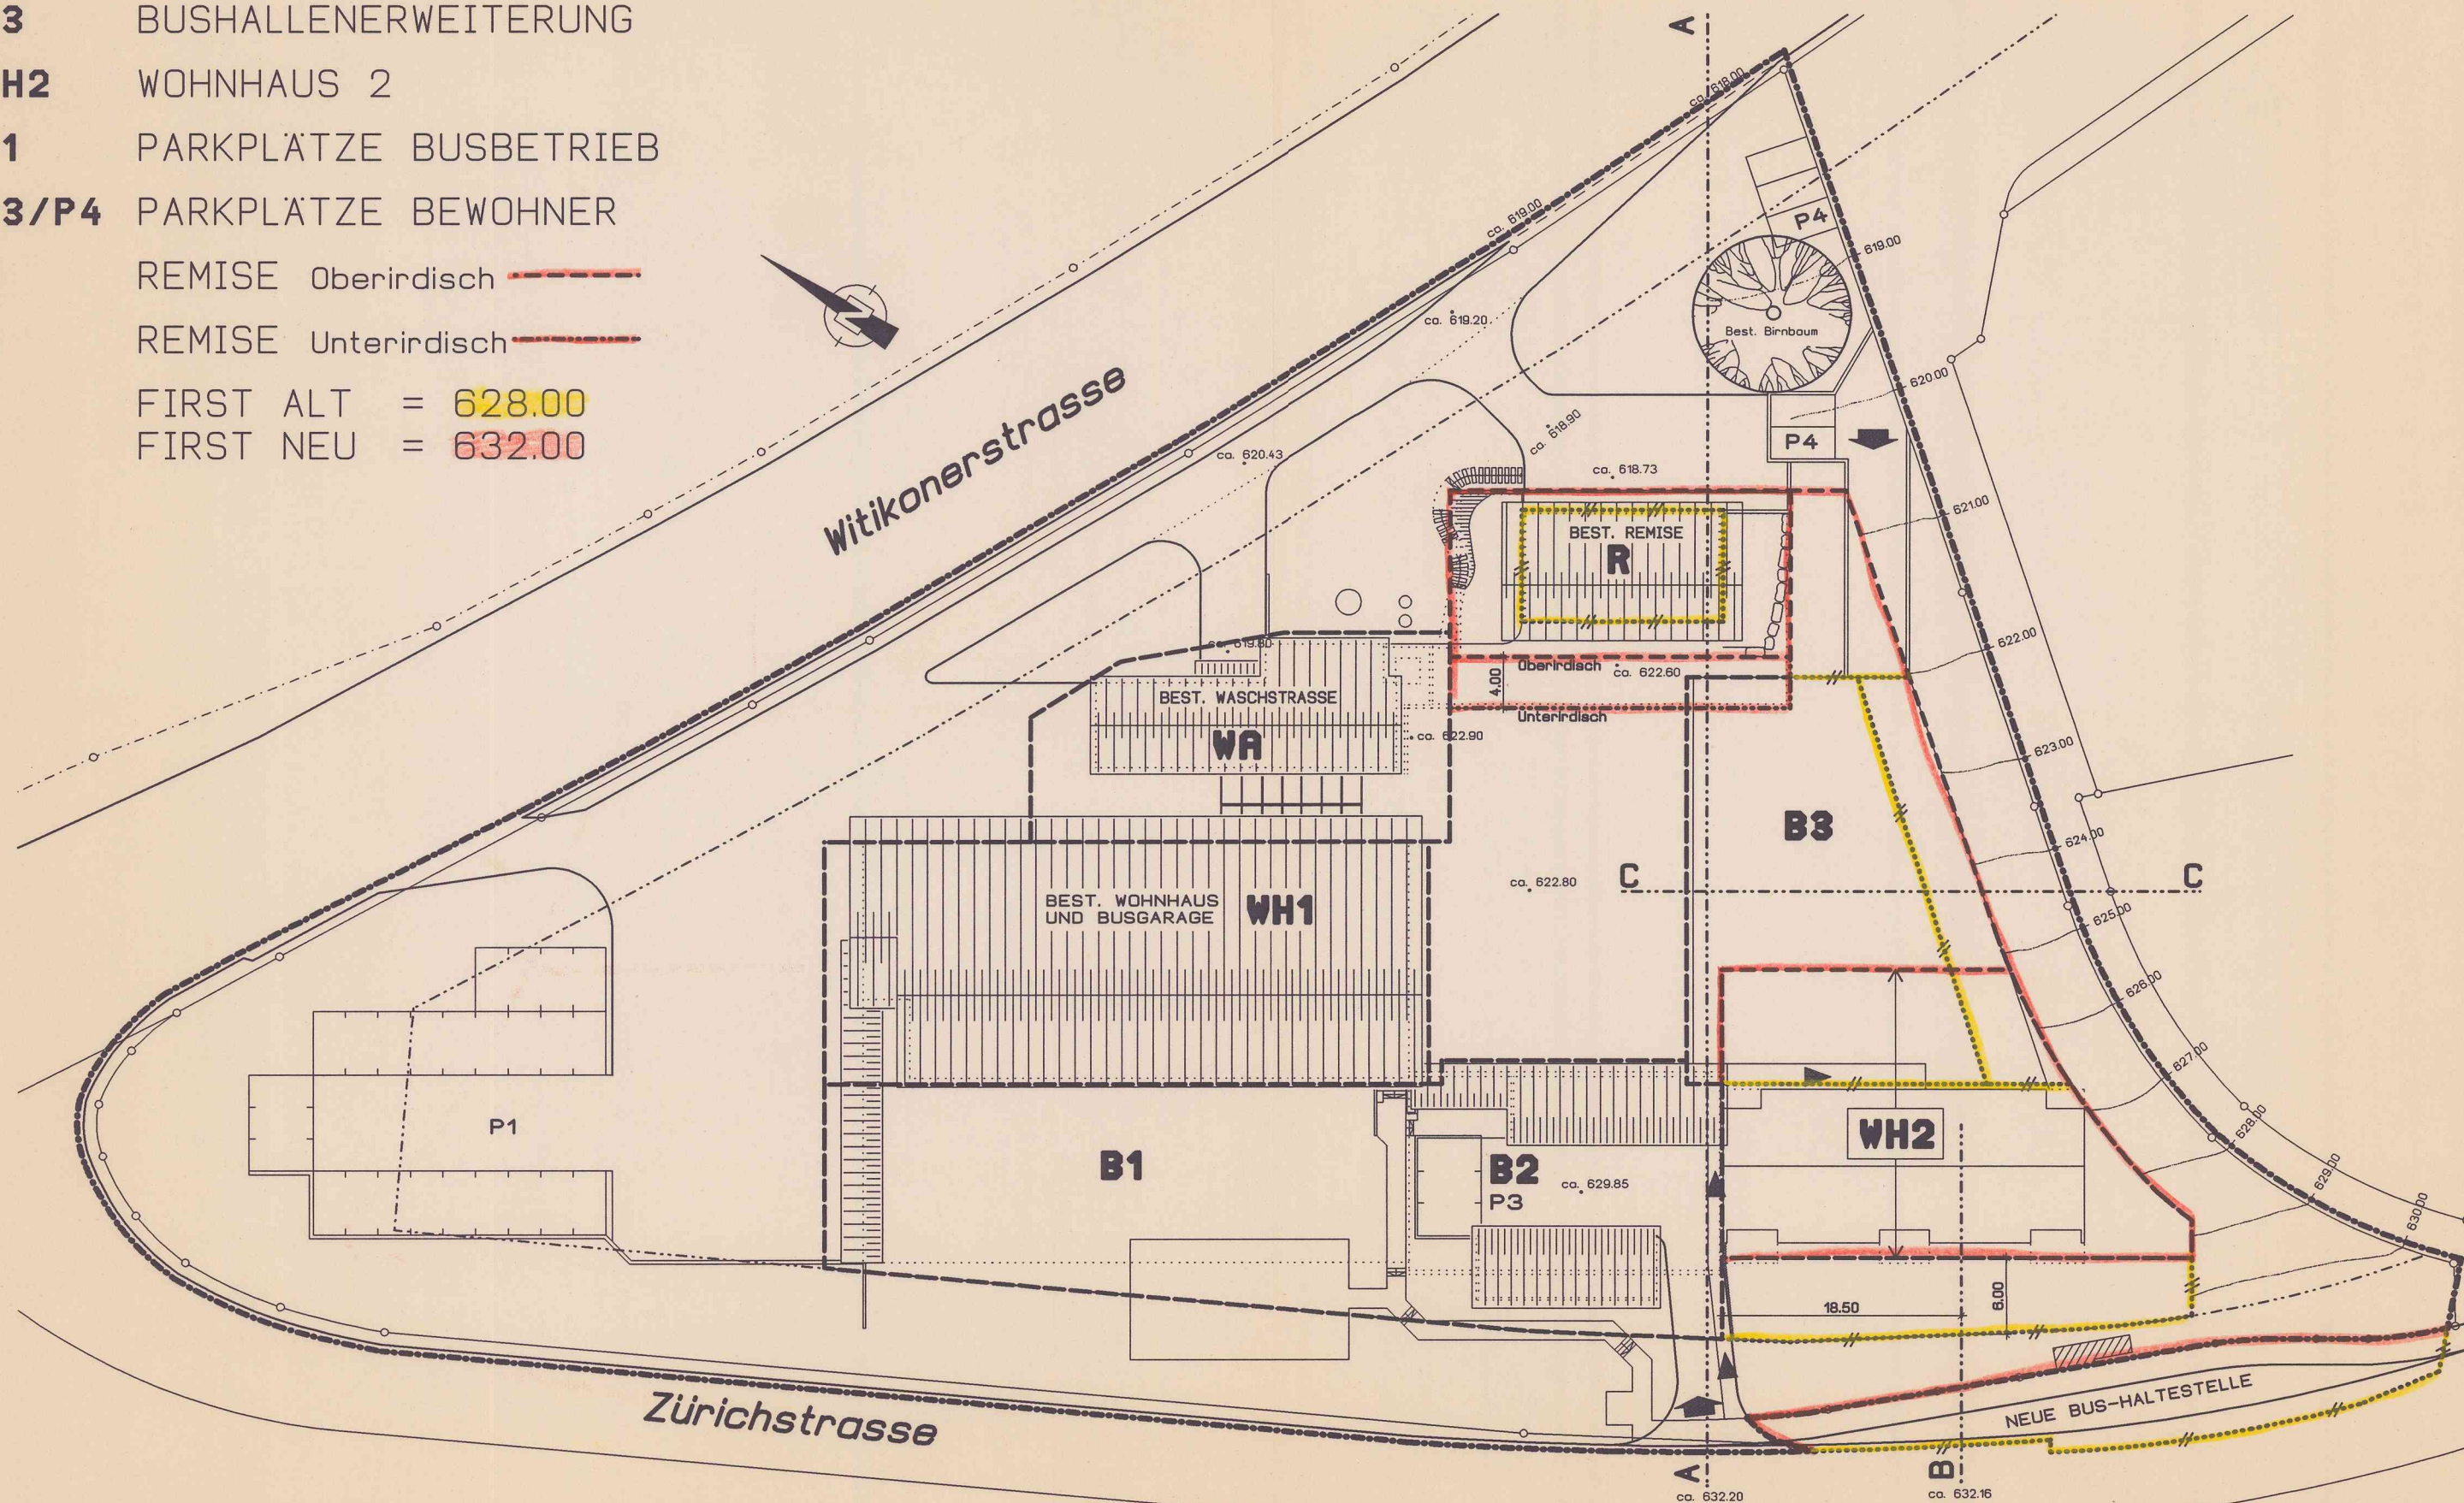 3 BUSHALLENERWEITERUNG
H2 WOHNHAUS 2
1 PARKPLÄTZE BUSBETRIEB
3/P4 PARKPLÄTZE BEWOHNER
REMISE Oberirdisch
REMISE Unterirdisch
FIRST ALT = 628.00
FIRST NEU = 632.00
A
ca. 618.00
N
ca. 619.00
P4
619.00
ca. 619.20
Best. Birnbaum
620.00
Witikonerstrasse
ca. 618.90
P4
ca. 620.43
ca. 618.73
621.00
BEST. REMISE
R
622.00
ca. 619.80
Oberirdisch
ca. 622.60
4.00
Unterirdisch
BEST. WASCHSTRASSE
WA
ca. 622.90
623.00
B3
624.00
C
C
ca. 622.80
BEST. WOHNHAUS
UND BUSGARAGE
WH1
625.00
626.00
627.00
P1
WH2
628.00
B1
B2
P3
ca. 629.85
629.00
630.00
18.50
6.00
NEUE BUS-HALTESTELLE
Zürichstrasse
A
B
ca. 632.20
ca. 632.16